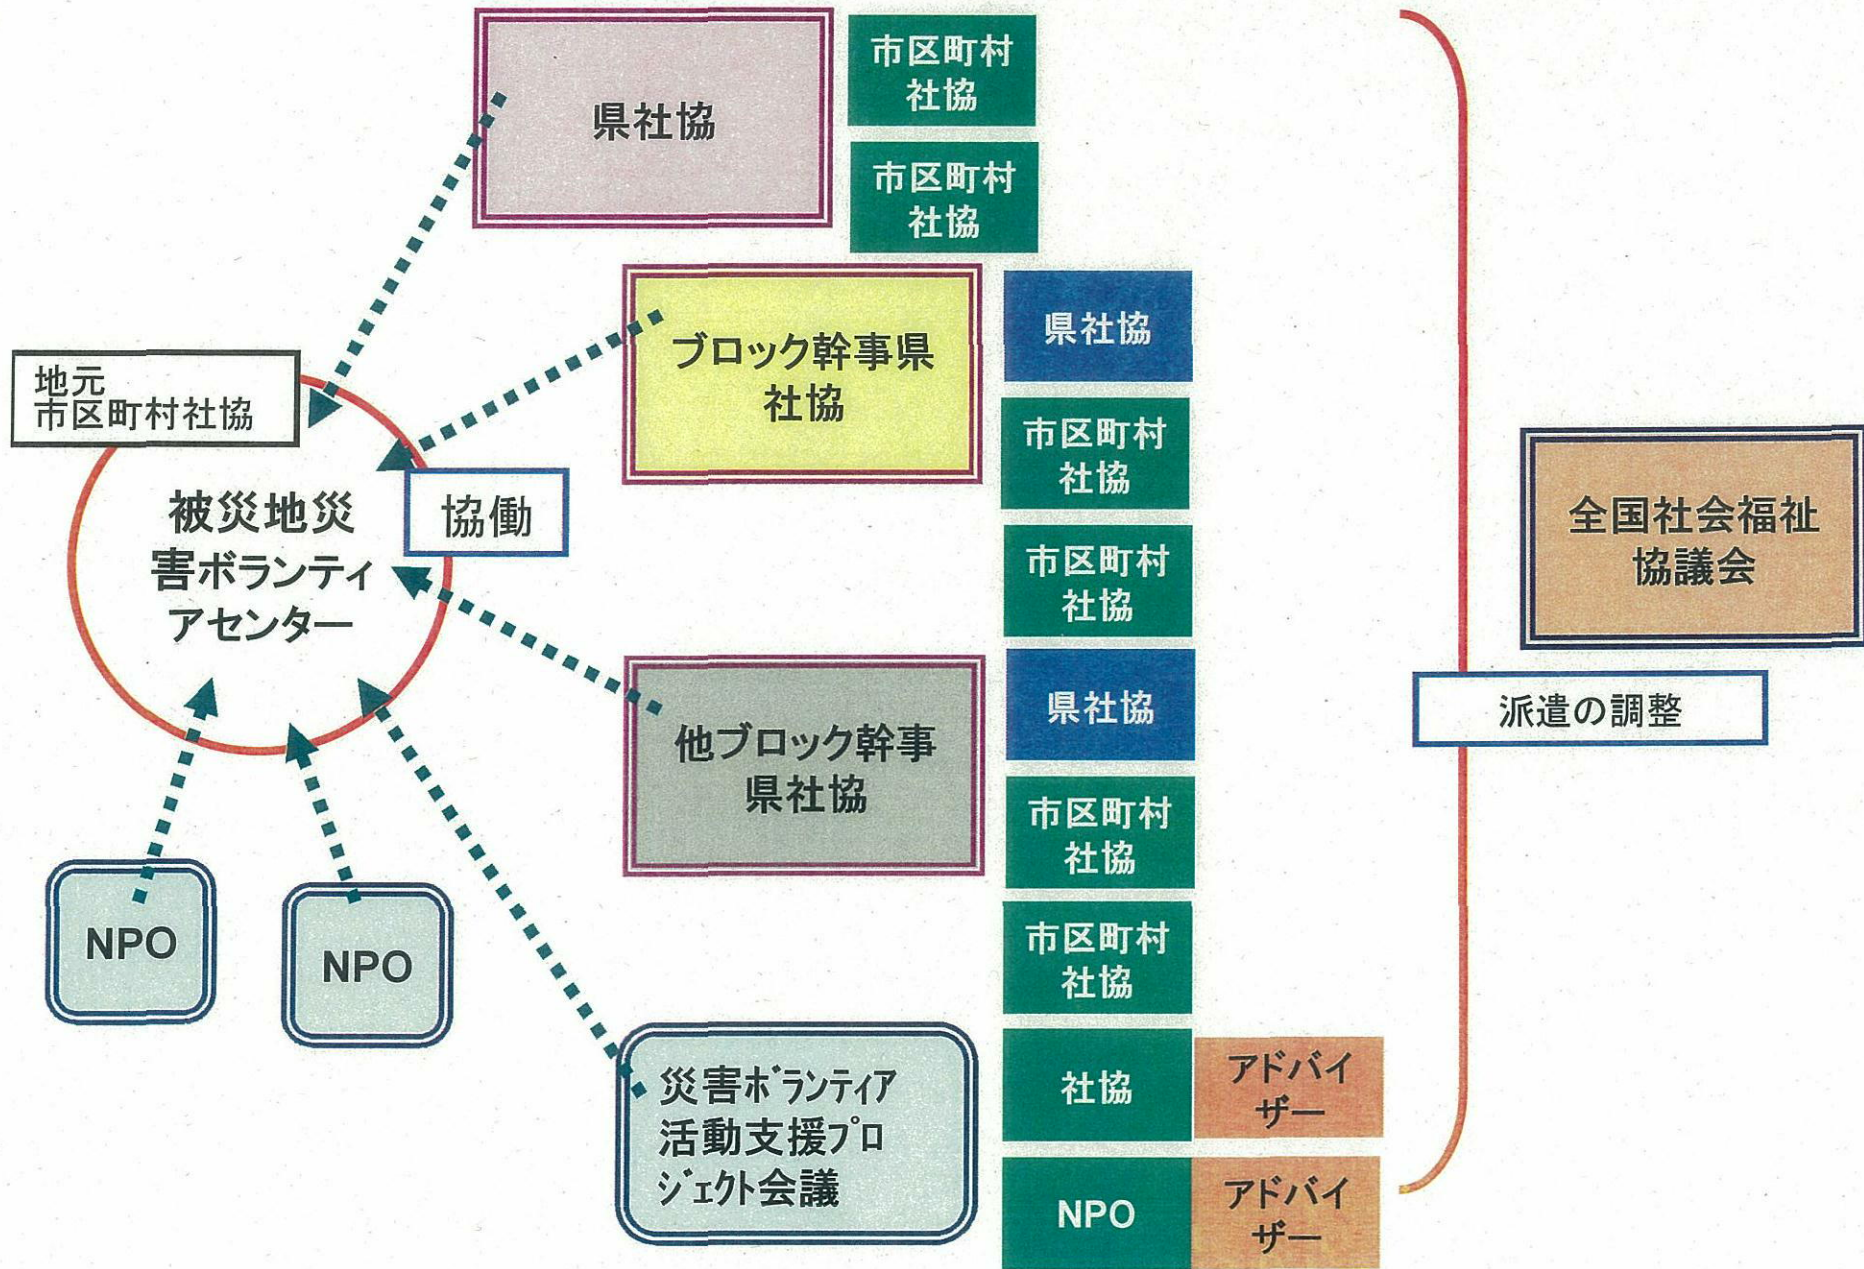 県社協
市区町村
社協
市区町村
社協
ブロック幹事県
社協
県社協
市区町村
社協
市区町村
社協
地元
市区町村社協
協働
被災地災
害ボランティ
アセンター
全国社会福祉
協議会
派遣の調整
他ブロック幹事
県社協
県社協
市区町村
社協
市区町村
社協
NPO
NPO
災害ボランティア
活動支援プロ
ジェクト会議
社協
アドバイ
ザー
NPO
アドバイ
ザー